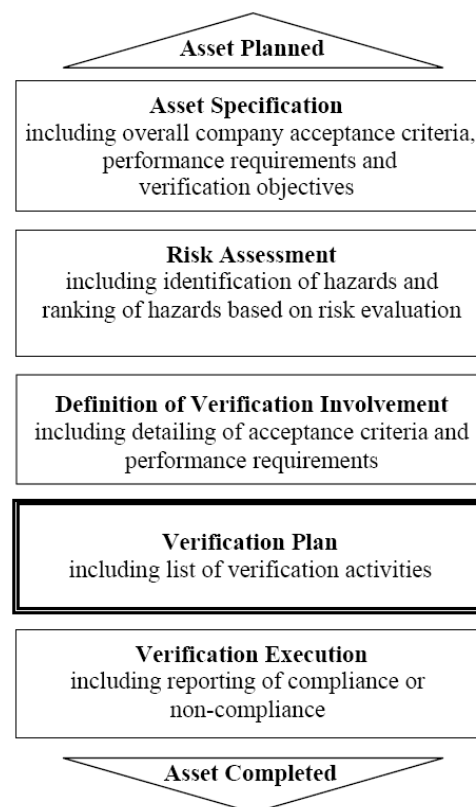 Asset Planned
Asset Specification
including overall company acceptance criteria,
performance requirements and
verification objectives
Risk Assessment
including identification of hazards and
ranking of hazards based on risk evaluation
Definition of Verification Involvement
including detailing of acceptance criteria and
performance requirements
Verification Plan
including list of verification activities
Verification Execution
including reporting of compliance or
non-compliance
Asset Completed